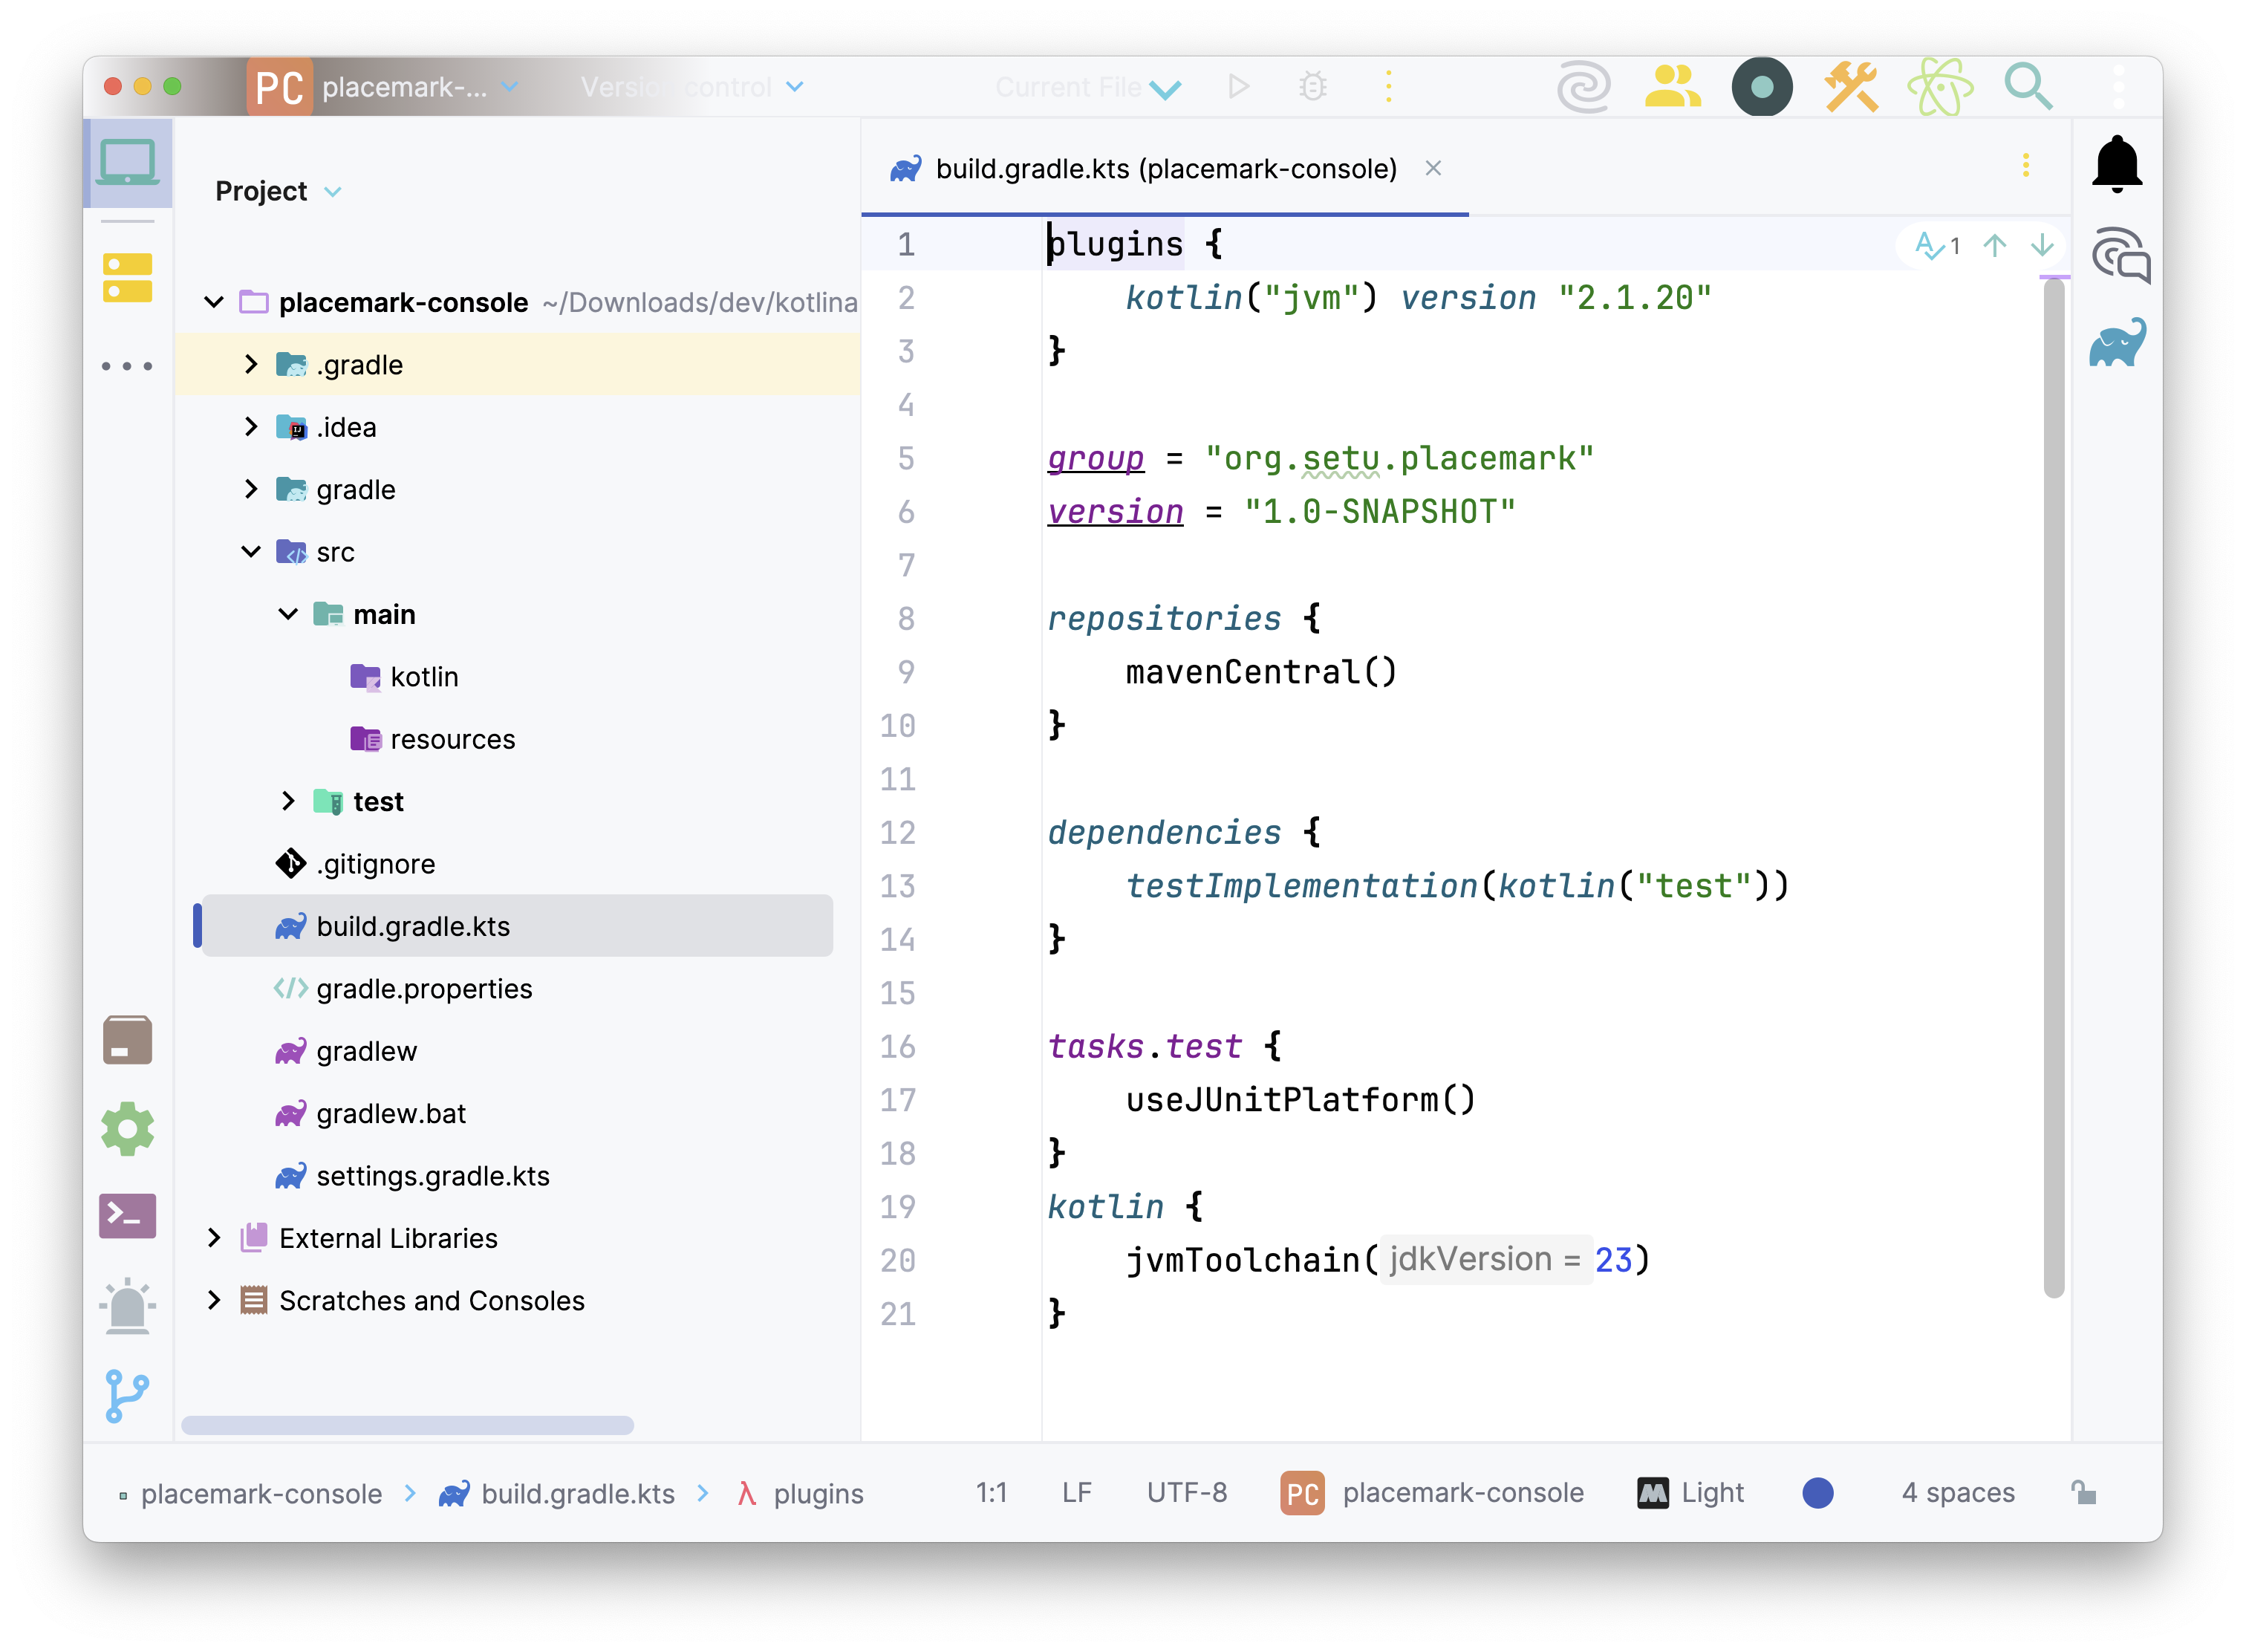 PC placemark-... Version control Current File
Project
build.gradle.kts (placemark-console)
placemark-console ~/Downloads/dev/kotlina
.gradle
.idea
gradle
src
main
kotlin
resources
test
.gitignore
build.gradle.kts
gradle.properties
gradlew
gradlew.bat
settings.gradle.kts
External Libraries
Scratches and Consoles
1 plugins {
1
2 kotlin("jvm") version "2.1.20"
3 }
4
5 group = "org.setu.placemark"
6 version = "1.0-SNAPSHOT"
7
8 repositories {
9 mavenCentral()
10 }
11
12 dependencies {
13 testImplementation(kotlin("test"))
14 }
15
16 tasks.test {
17 useJUnitPlatform()
18 }
19 kotlin {
20 jvmToolchain( jdkVersion = 23)
21 }
placemark-console build.gradle.kts λ plugins 1:1 LF UTF-8 PC placemark-console M Light 4 spaces